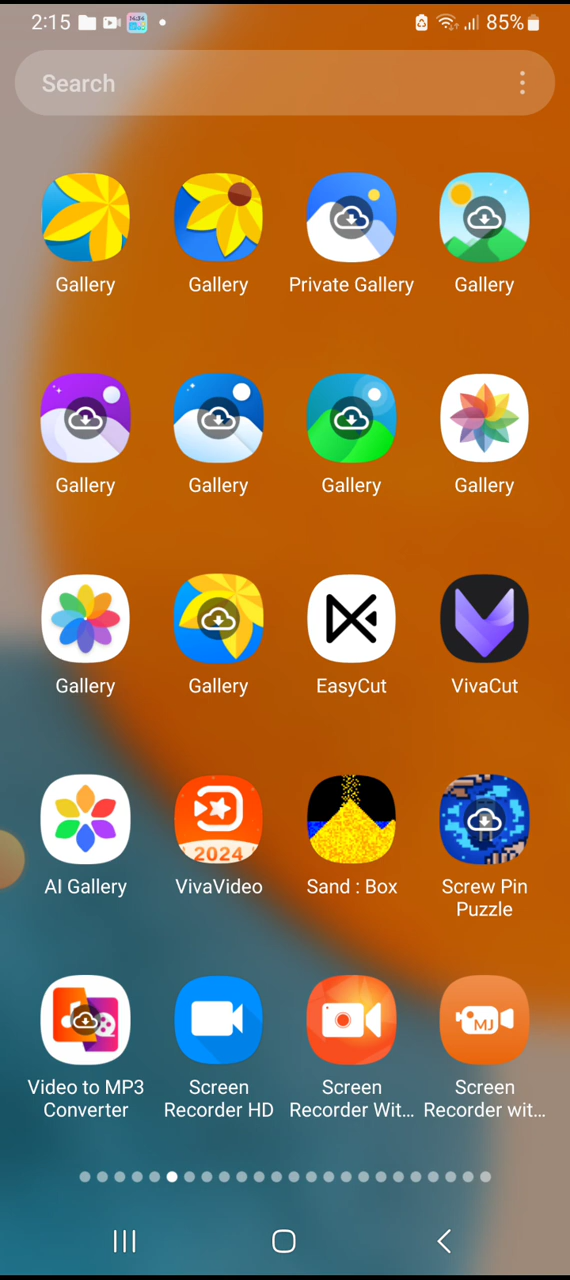 2:15
85%
Search
Gallery
Gallery
Private Gallery
Gallery
Gallery
Gallery
Gallery
Gallery
Gallery
Gallery
EasyCut
VivaCut
2024
AI Gallery
VivaVideo
Sand : Box
Screw Pin
Puzzle
MJ
Video to MP3
Converter
Screen
Recorder HD
Screen
Recorder Wit...
Screen
Recorder wit...